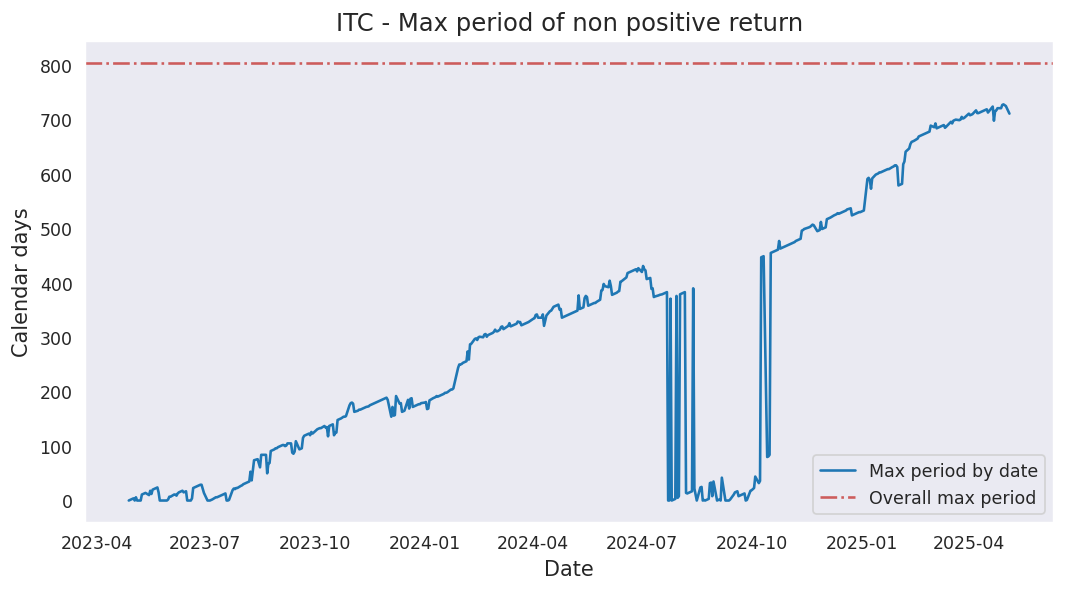 ITC - Max period of non positive return
Calendar days
800
700
600
500
400
300
200
100
0
2023-04 2023-07 2023-10 2024-01 2024-04 2024-07 2024-10 2025-01 2025-04
Date
Max period by date
Overall max period